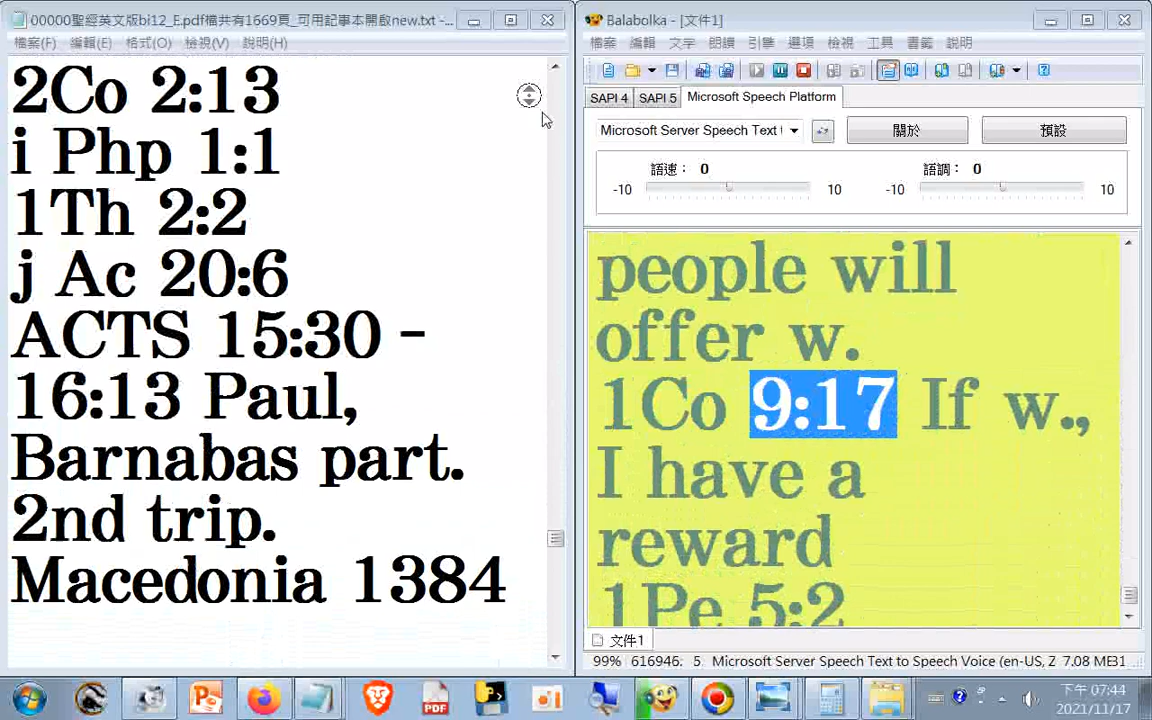 00000聖經英文版bi12_E.pdf檔共有1669頁_可用記事本開啟new.txt -...
檔案(F) 編輯(E) 格式(O) 檢視(V) 說明(H)
2Co 2:13
i Php 1:1
1Th 2:2
j Ac 20:6
ACTS 15:30 -
16:13 Paul,
Barnabas part.
2nd trip.
Macedonia 1384
Balabolka - [文件1]
檔案 編輯 文字 朗讀 引擎 選項 檢視 工具 書籤 說明
SAPI 4 SAPI 5 Microsoft Speech Platform
Microsoft Server Speech Text 關於 預設
語速: 0 語調: 0
-10 10 -10 10
people will
offer w.
1Co 9:17 If w.,
I have a
reward
1Pe 5:2
文件1
99% 616946. 5. Microsoft Server Speech Text to Speech Voice (en-US, Z 7.08 MB1
PDF
下午 07:44
2021/11/17